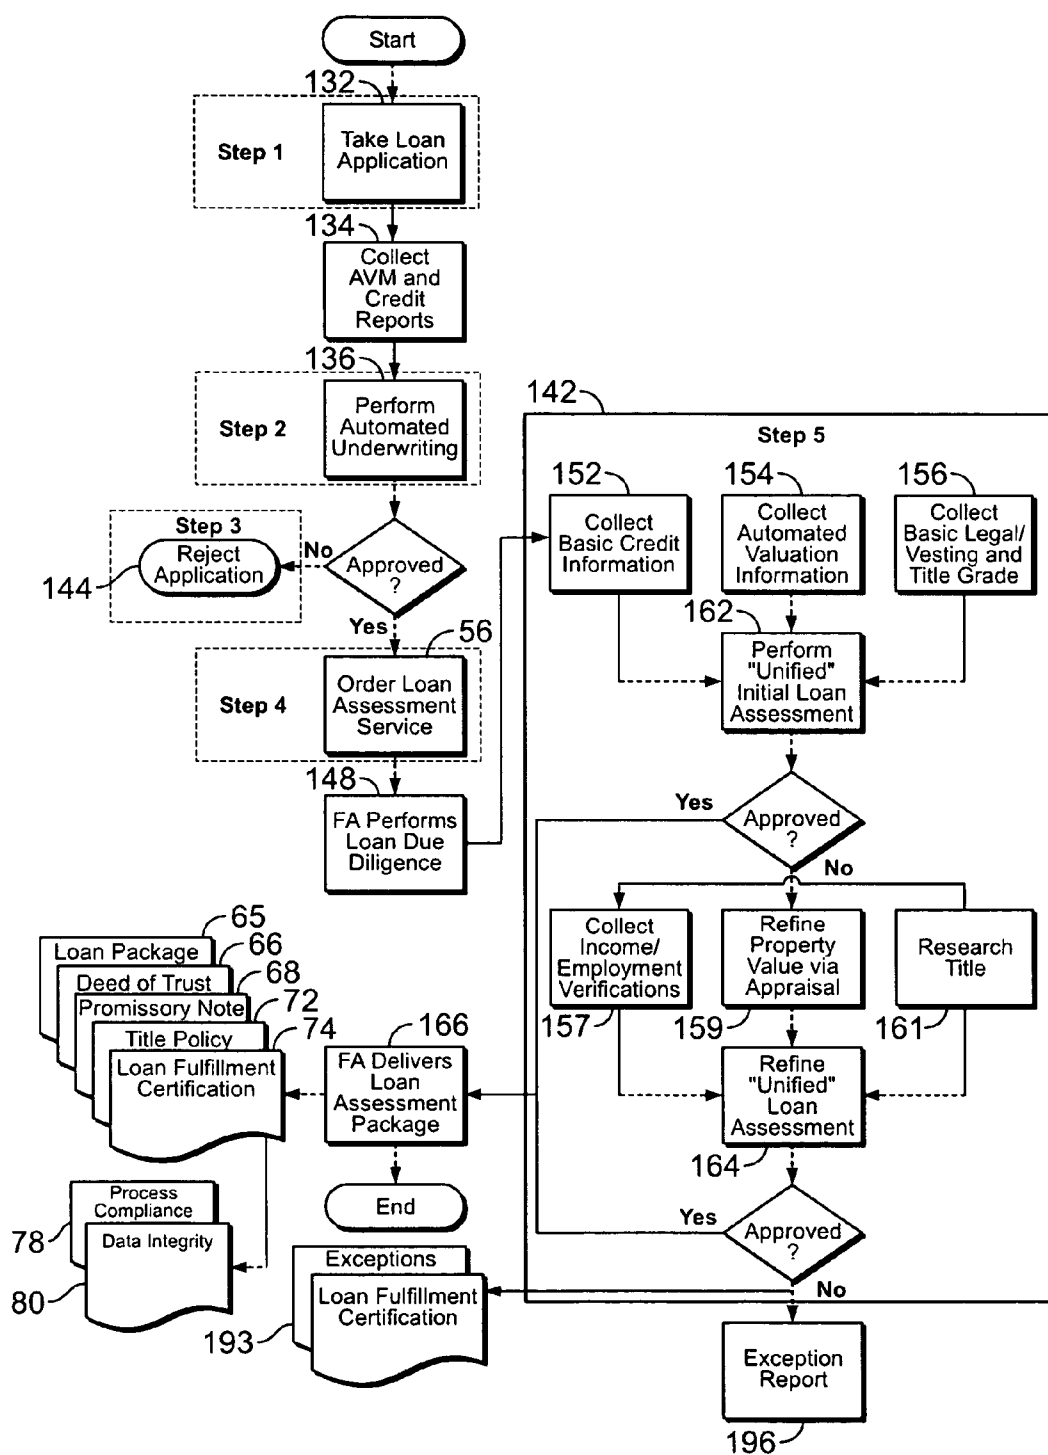 Start
132
Step 1
Take Loan
Application
134
Collect
AVM and
Credit
Reports
136
Step 2
Perform
Automated
Underwriting
Step 3
Reject
Application
144
No
Approved
?
Yes
56
Step 4
Order Loan
Assessment
Service
148
FA Performs
Loan Due
Diligence
142
Step 5
152
Collect
Basic Credit
Information
154
Collect
Automated
Valuation
Information
156
Collect
Basic Legal/
Vesting and
Title Grade
162
Perform
"Unified"
Initial Loan
Assessment
Yes
Approved
?
No
Collect
Income/
Employment
Verifications
157
Refine
Property
Value via
Appraisal
159
Research
Title
161
Refine
"Unified"
Loan
Assessment
164
Yes
Approved
?
No
65
Loan Package
66
Deed of Trust
68
Promissory Note
72
Title Policy
74
Loan Fulfillment
Certification
166
FA Delivers
Loan
Assessment
Package
End
Process
Compliance
78
Data Integrity
80
Exceptions
Loan Fulfillment
Certification
193
Exception
Report
196